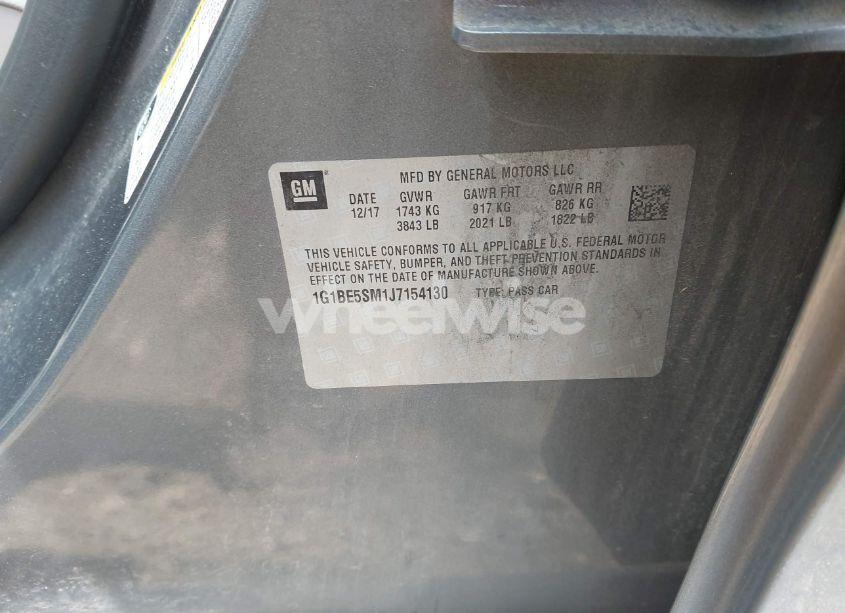 GM
MFD BY GENERAL MOTORS LLC
DATE GVWR GAWR FRT GAWR RR
12/17 1743 KG 917 KG 826 KG
3843 LB 2021 LB 1822 LB
THIS VEHICLE CONFORMS TO ALL APPLICABLE U.S. FEDERAL MOTOR
VEHICLE SAFETY, BUMPER, AND THEFT PREVENTION STANDARDS IN
EFFECT ON THE DATE OF MANUFACTURE SHOWN ABOVE.
1G1BE5SM1J7154130 TYPE: PASS CAR
wheelwise